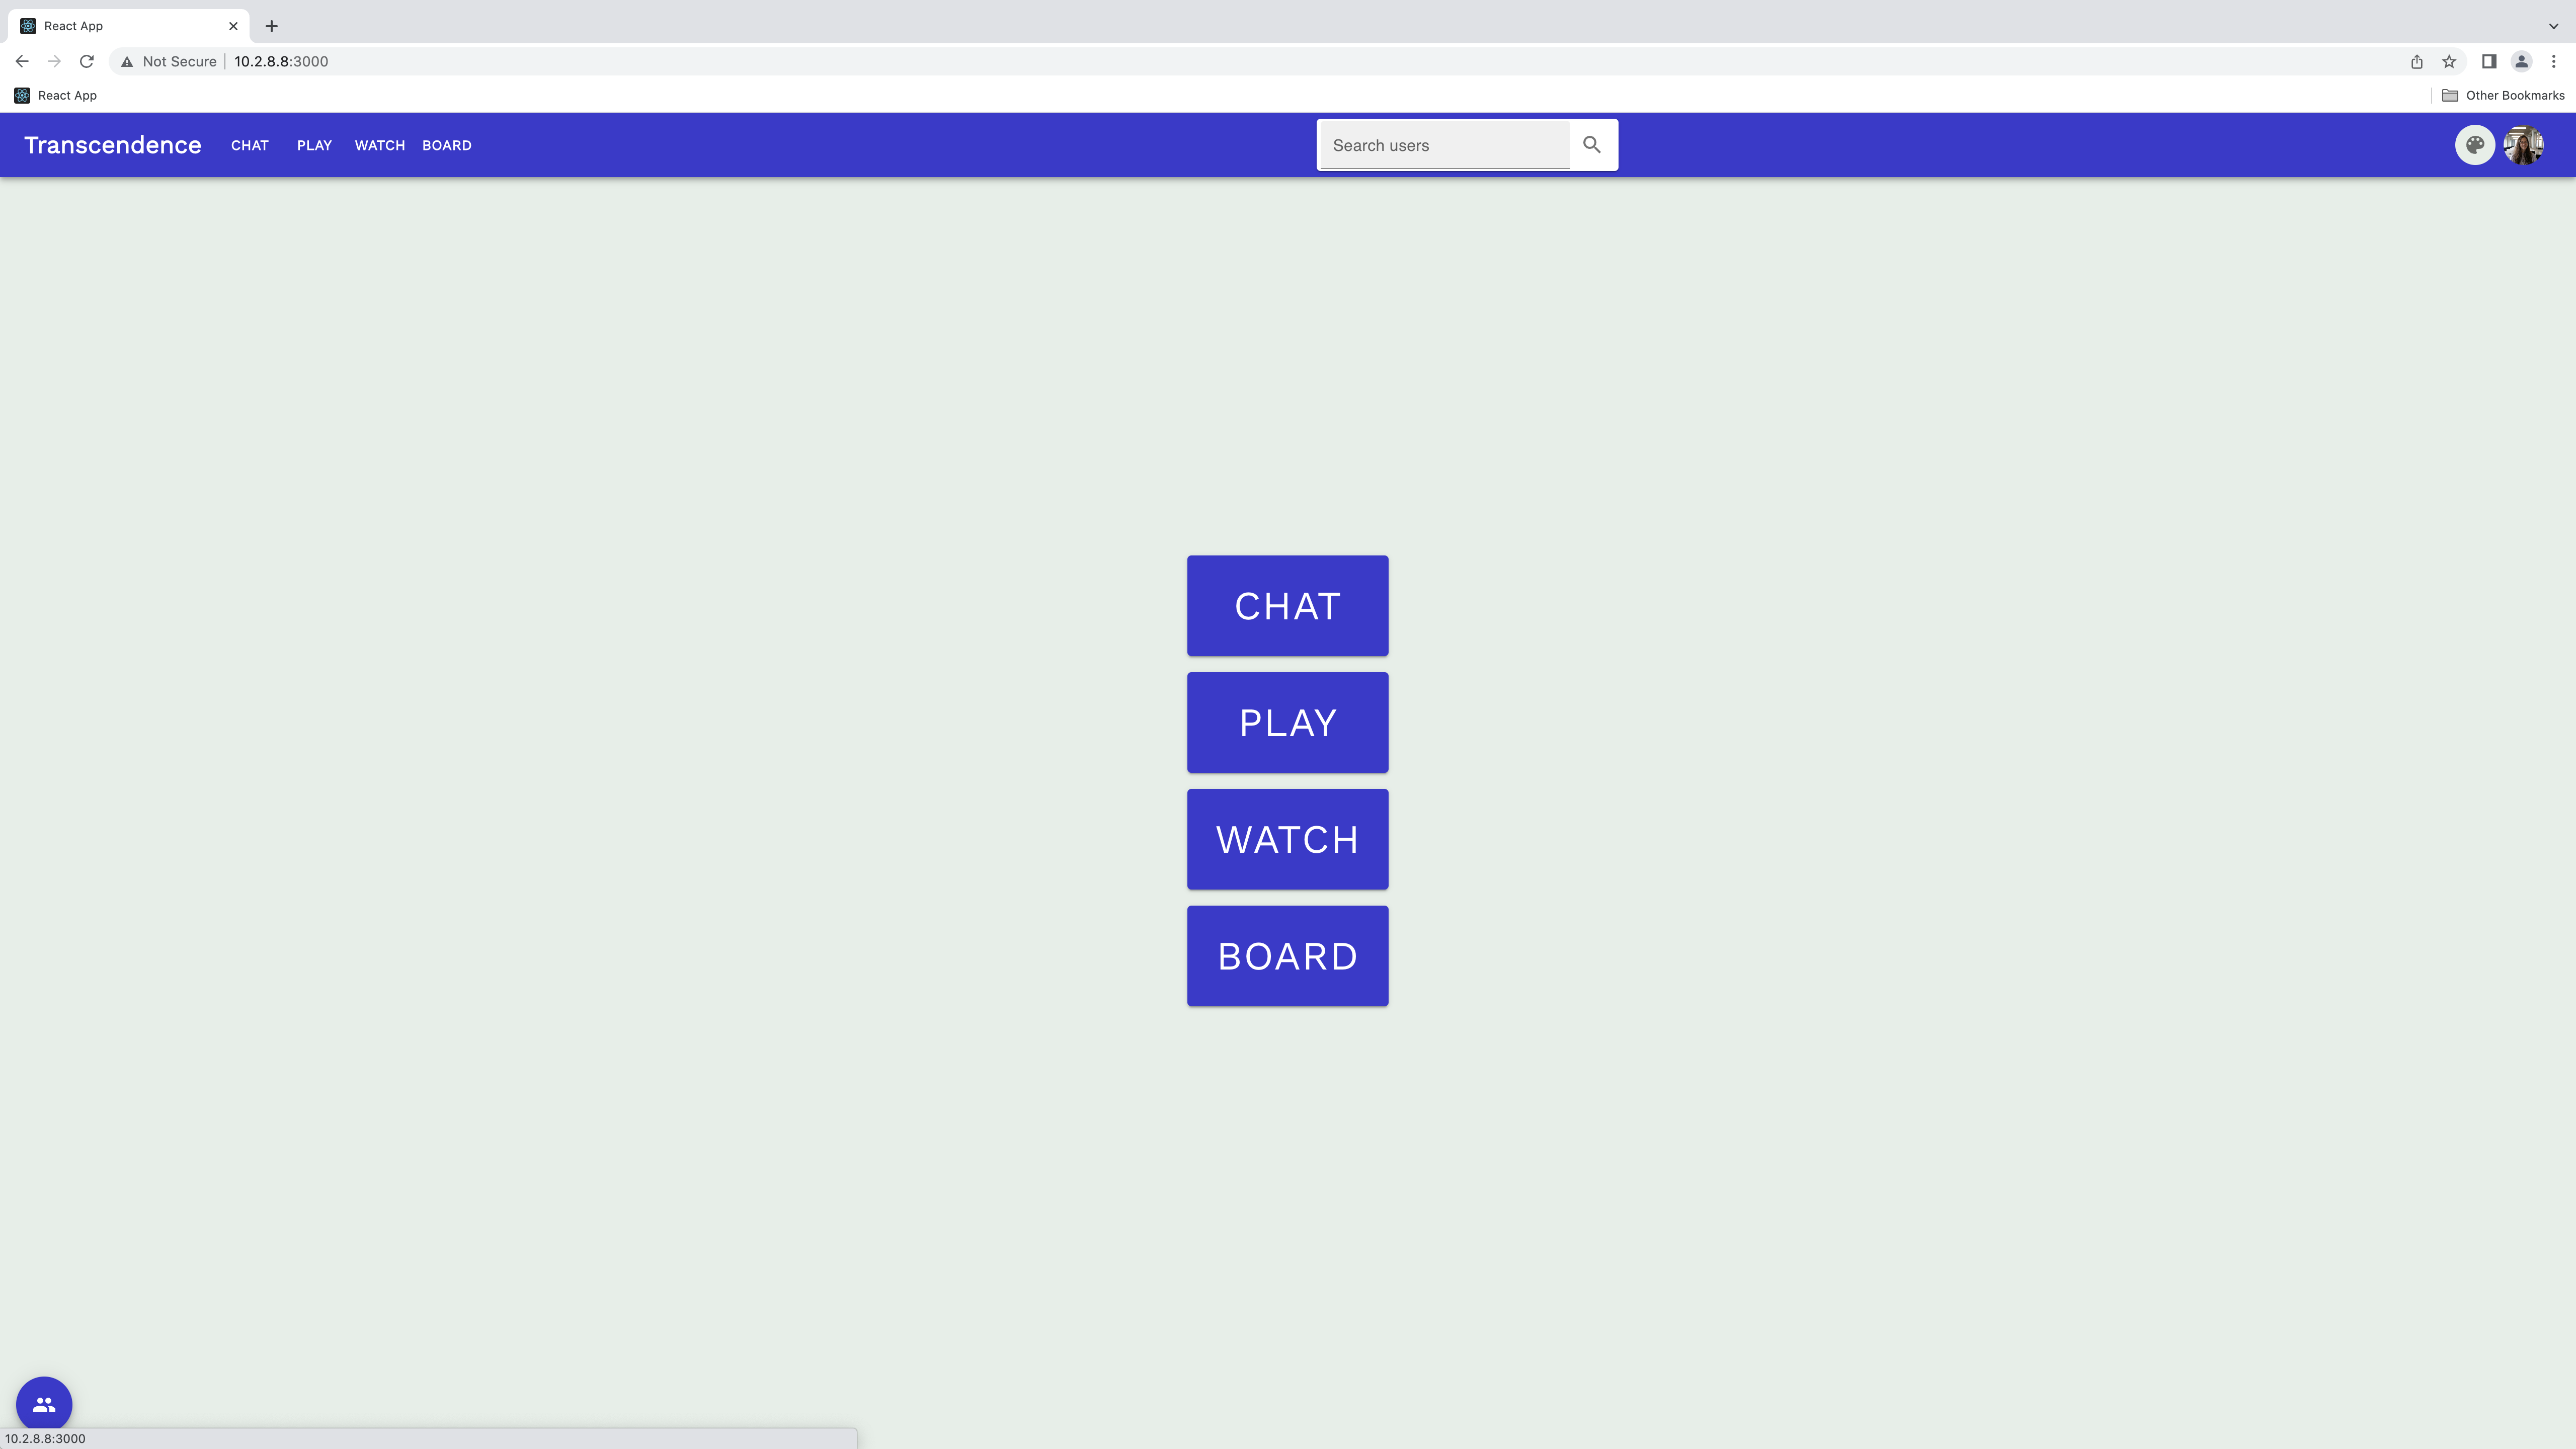 React App
Not Secure 10.2.8.8:3000
React App Other Bookmarks
Transcendence CHAT PLAY WATCH BOARD Search users
CHAT
PLAY
WATCH
BOARD
10.2.8.8:3000